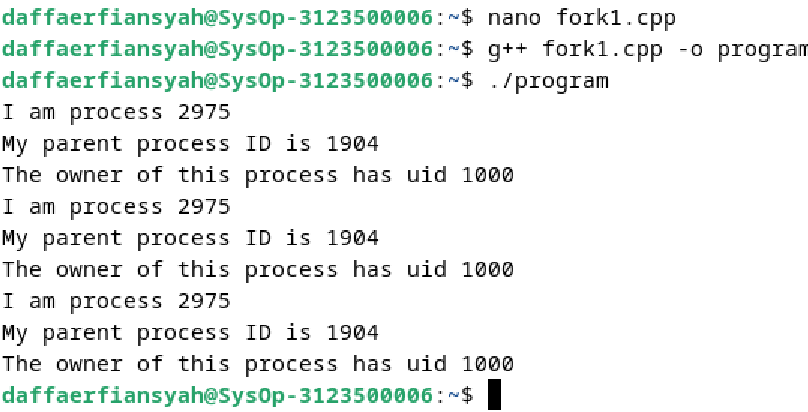 daffaerfiansyah@SysOp-3123500006:~$ nano fork1.cpp
daffaerfiansyah@SysOp-3123500006:~$ g++ fork1.cpp -o program
daffaerfiansyah@SysOp-3123500006:~$ ./program
I am process 2975
My parent process ID is 1904
The owner of this process has uid 1000
I am process 2975
My parent process ID is 1904
The owner of this process has uid 1000
I am process 2975
My parent process ID is 1904
The owner of this process has uid 1000
daffaerfiansyah@SysOp-3123500006:~$